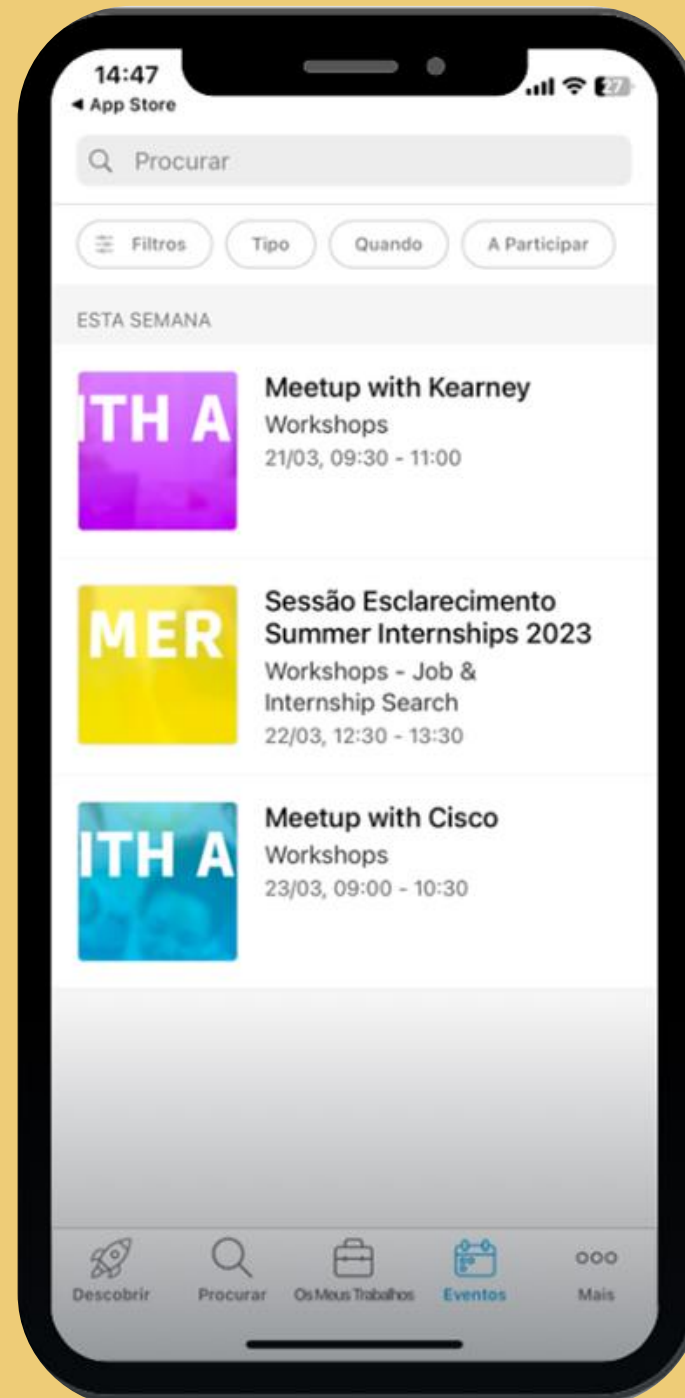 14:47
◀ App Store
27
Procurar
Filtros
Tipo
Quando
A Participar
ESTA SEMANA
ITH A
Meetup with Kearney
Workshops
21/03, 09:30 - 11:00
MER
Sessão Esclarecimento
Summer Internships 2023
Workshops - Job &
Internship Search
22/03, 12:30 - 13:30
ITH A
Meetup with Cisco
Workshops
23/03, 09:00 - 10:30
Descobrir
Procurar
Os Meus Trabalhos
Eventos
Mais